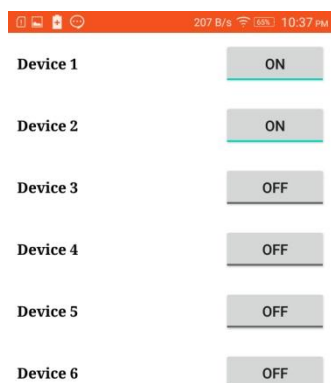 207 B/s 68% 10:37 PM
Device 1 ON
Device 2 ON
Device 3 OFF
Device 4 OFF
Device 5 OFF
Device 6 OFF